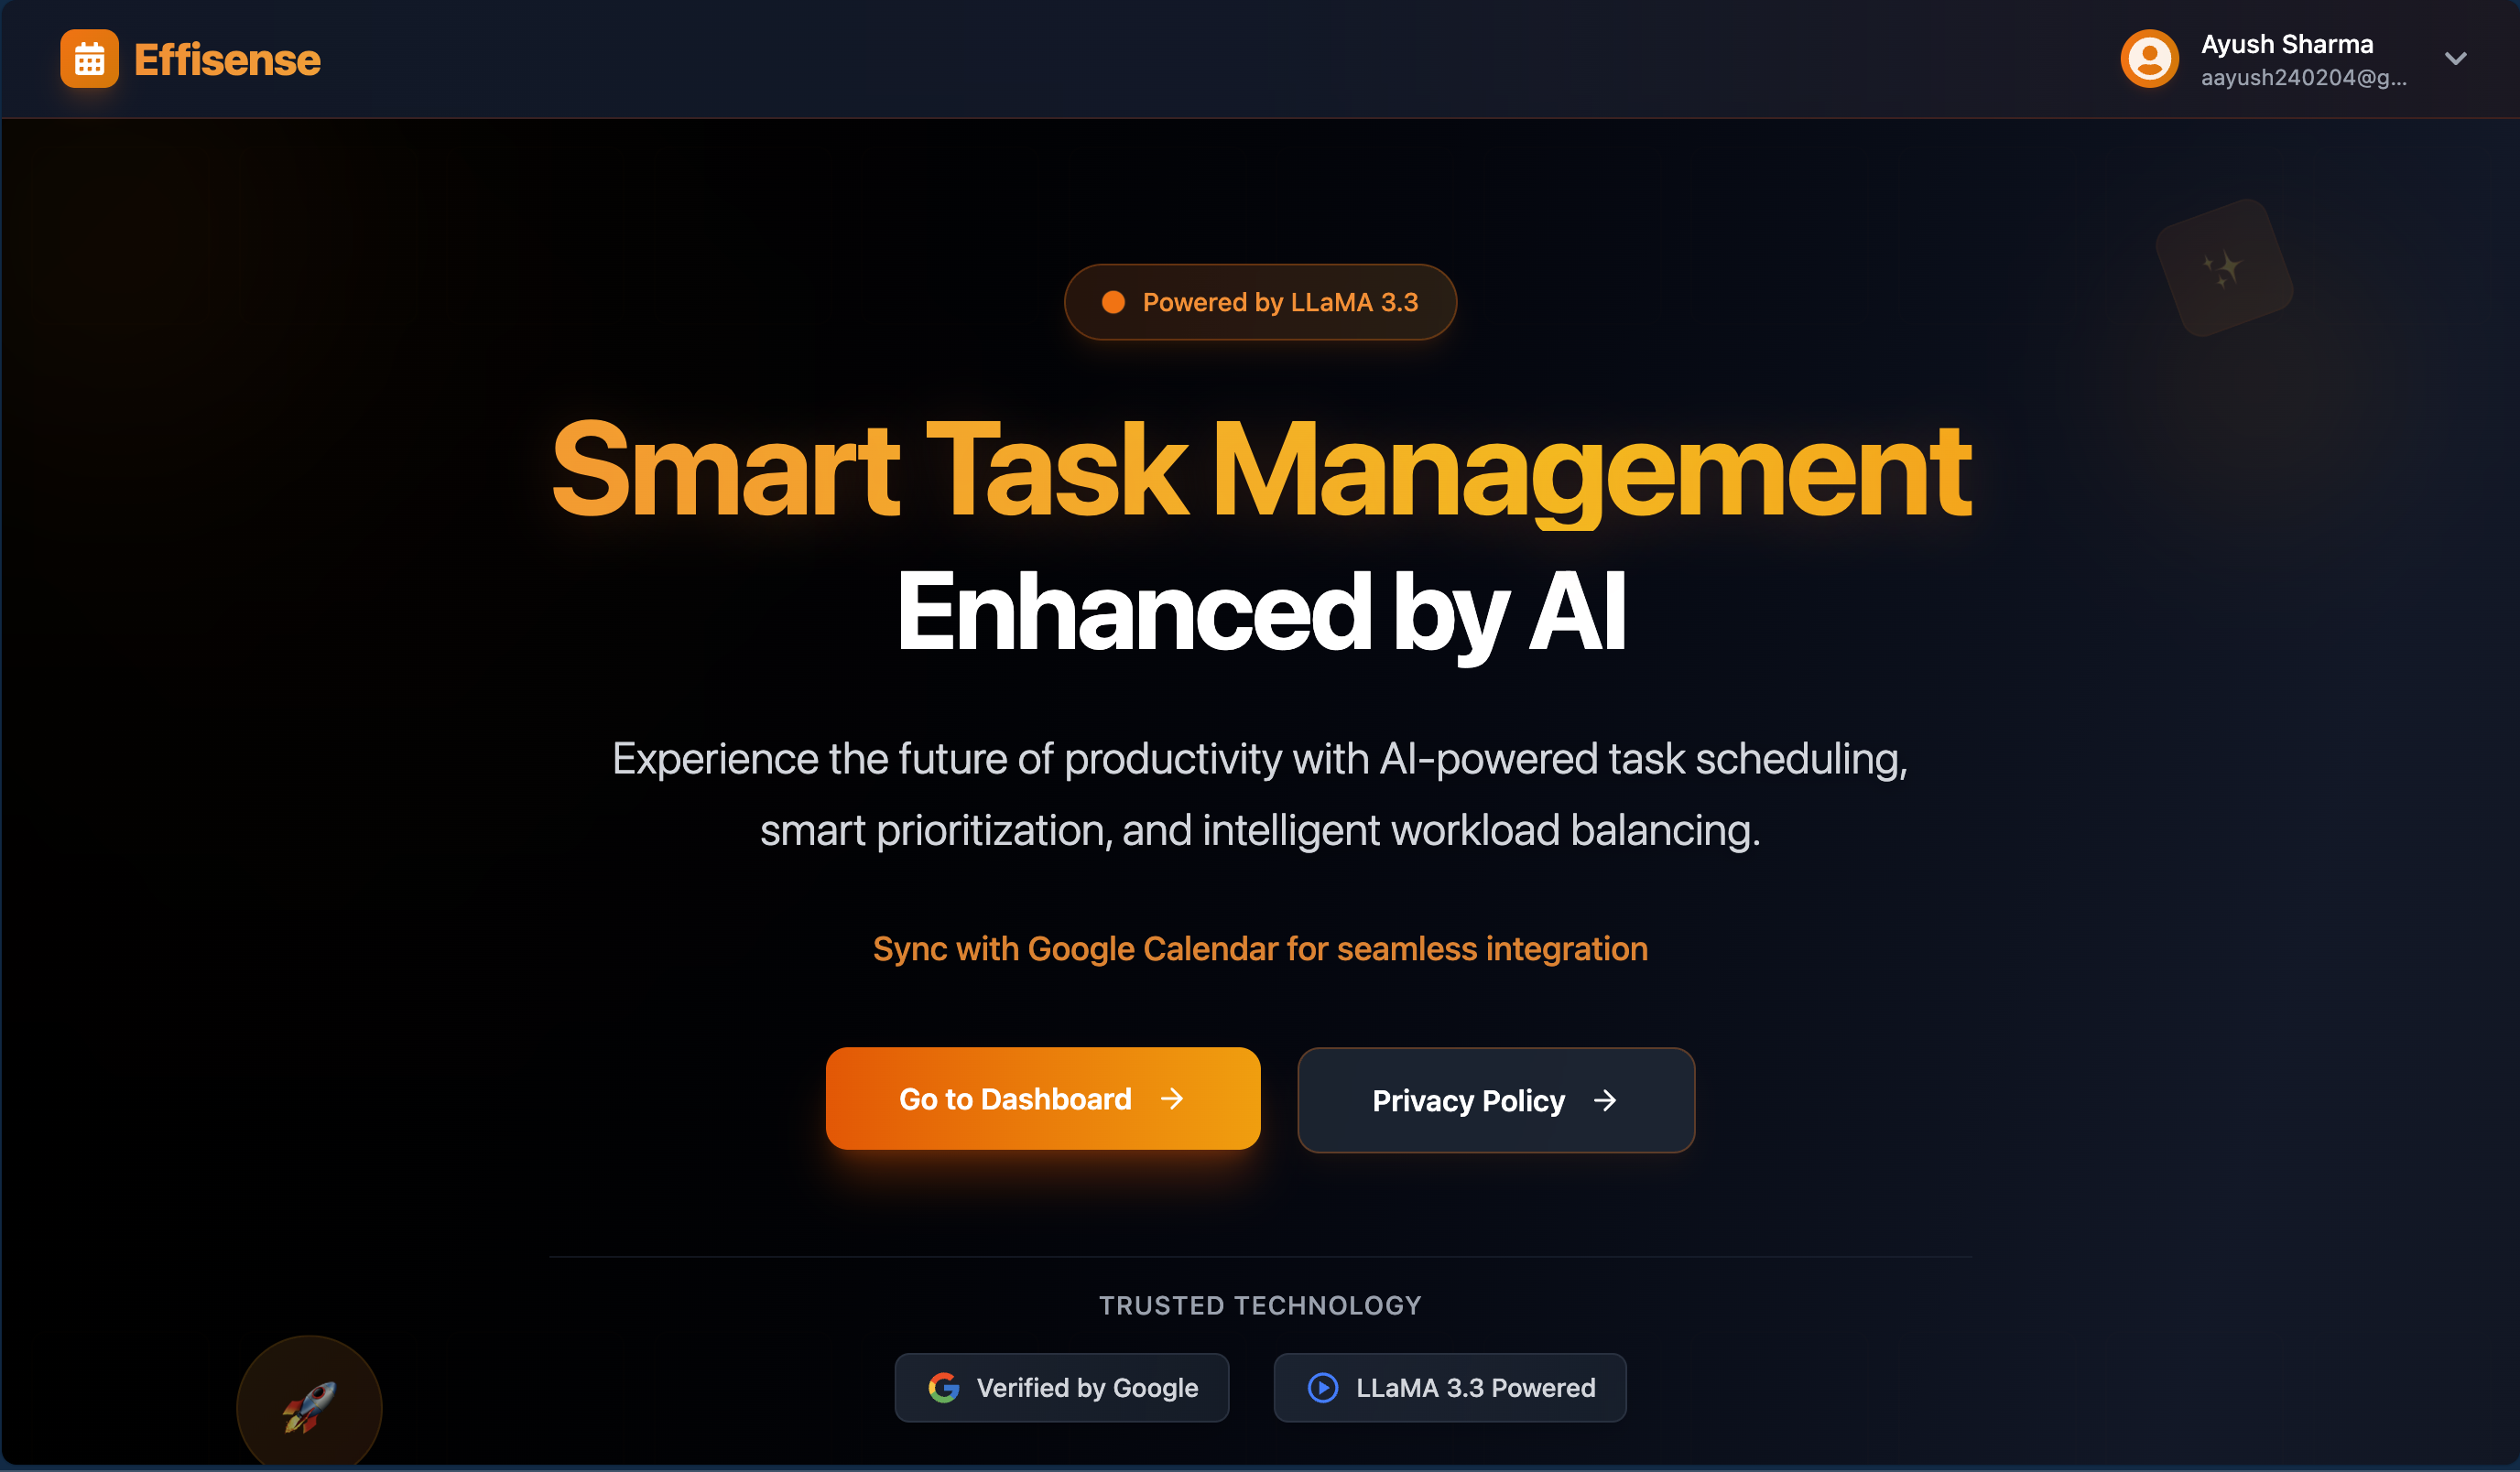 Effisense
Ayush Sharma
aayush240204@g...
Powered by LLaMA 3.3
Smart Task Management
Enhanced by AI
Experience the future of productivity with AI-powered task scheduling,
smart prioritization, and intelligent workload balancing.
Sync with Google Calendar for seamless integration
Go to Dashboard →
Privacy Policy →
TRUSTED TECHNOLOGY
Verified by Google
LLaMA 3.3 Powered